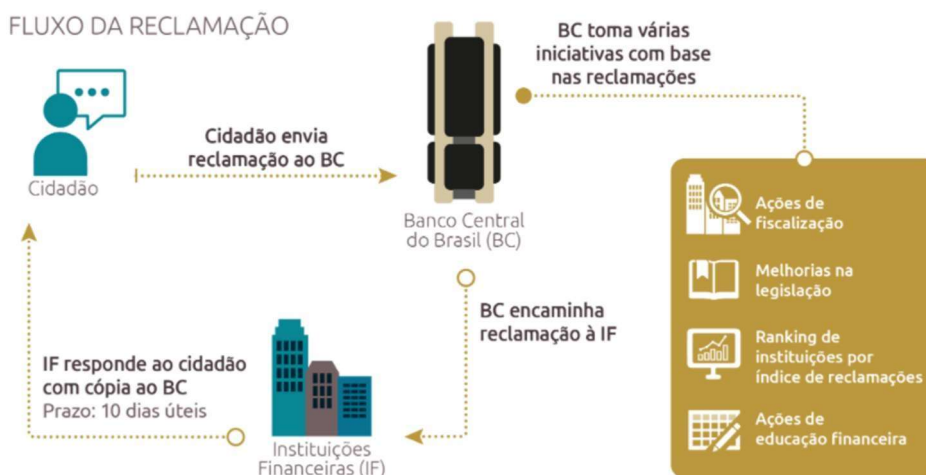 FLUXO DA RECLAMAÇÃO
Cidadão
Cidadão envia
reclamação ao BC
Banco Central
do Brasil (BC)
BC toma várias
iniciativas com base
nas reclamações
Ações de
fiscalização
Melhorias na
legislação
Ranking de
instituições por
índice de reclamações
Ações de
educação financeira
BC encaminha
reclamação à IF
Instituições
Financeiras (IF)
IF responde ao cidadão
com cópia ao BC
Prazo: 10 dias úteis